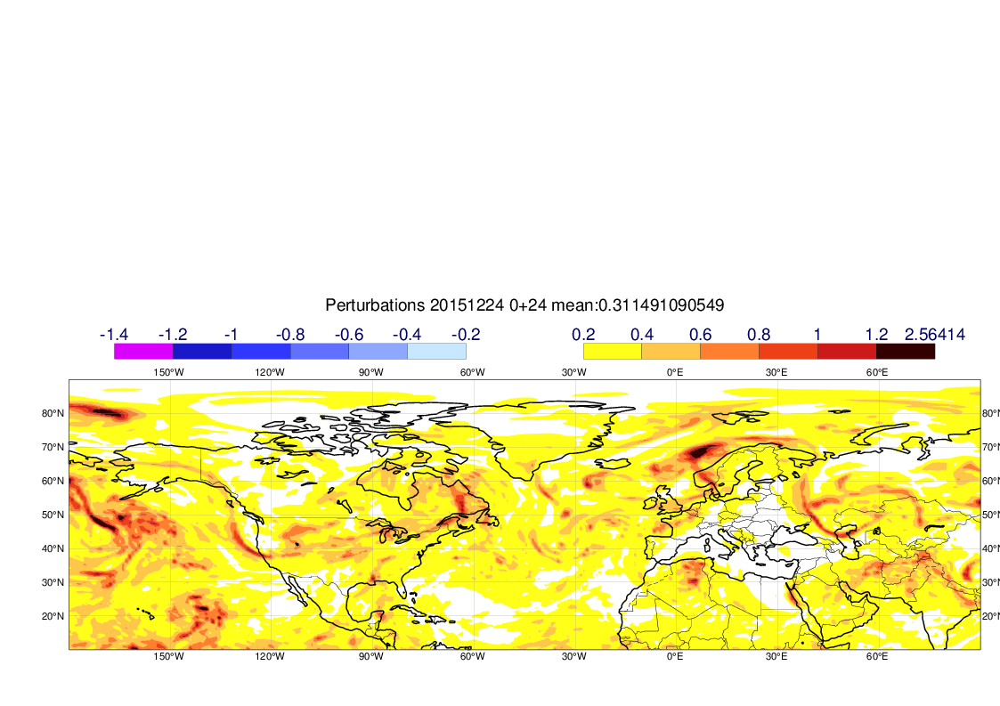 Perturbations 20151224 0+24 mean:0.311491090549
-1.4 -1.2 -1 -0.8 -0.6 -0.4 -0.2 0.2 0.4 0.6 0.8 1 1.2 2.56414
150°W 120°W 90°W 60°W 30°W 0°E 30°E 60°E
80°N 80°N
70°N 70°N
60°N 60°N
50°N 50°N
40°N 40°N
30°N 30°N
20°N 20°N
150°W 120°W 90°W 60°W 30°W 0°E 30°E 60°E